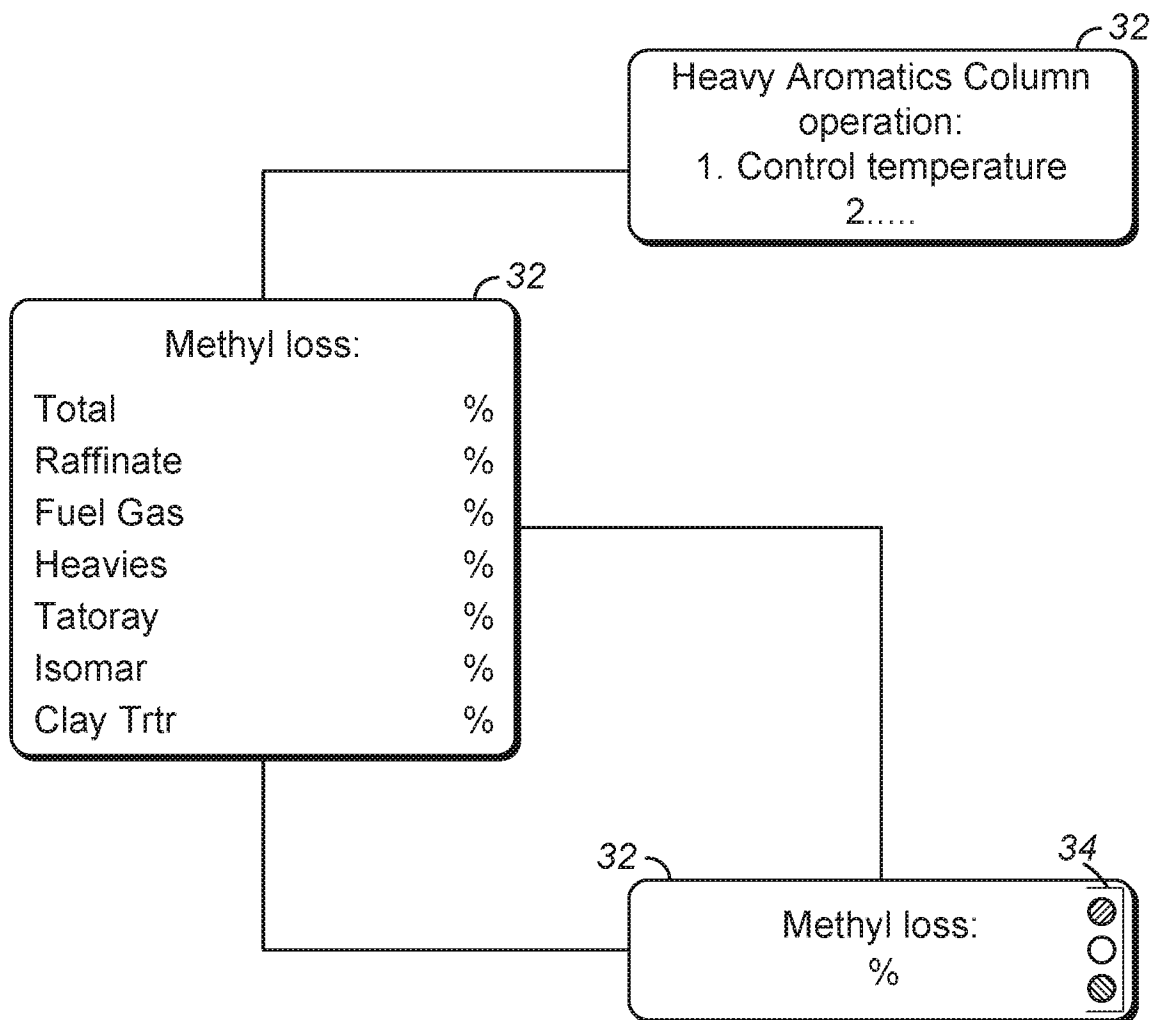 32
Heavy Aromatics Column
operation:
1. Control temperature
2.....
32
Methyl loss:
Total %
Raffinate %
Fuel Gas %
Heavies %
Tatoray %
Isomar %
Clay Trtr %
32
34
Methyl loss:
%